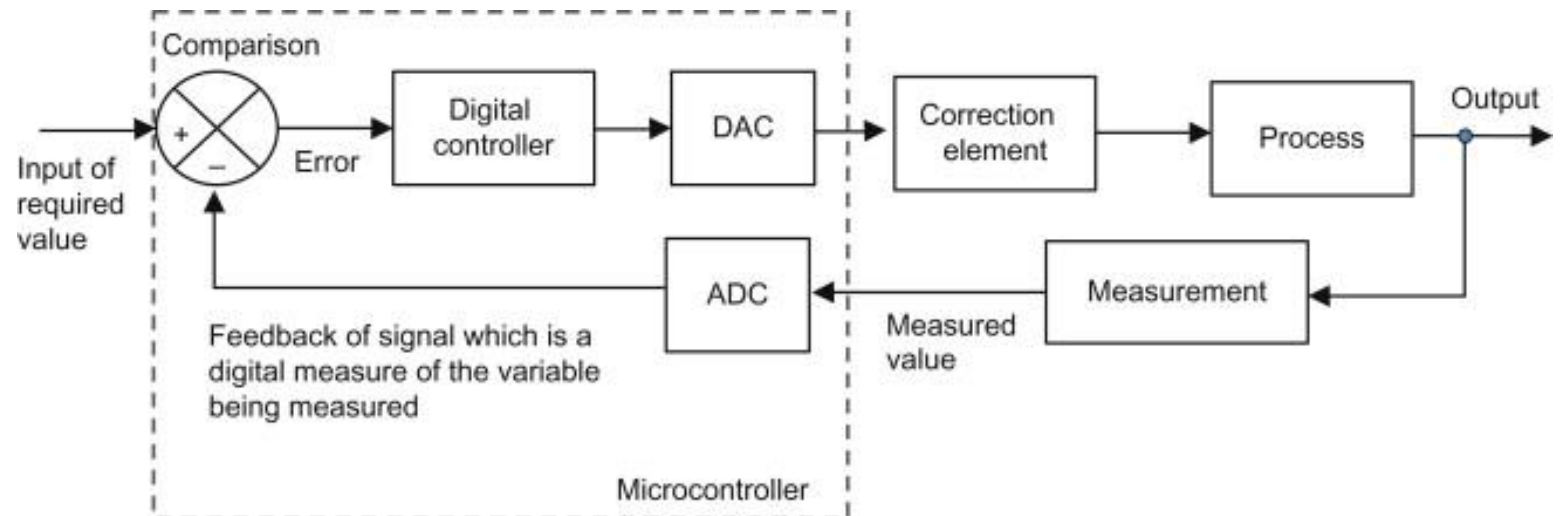 Comparison
+
–
Input of
required
value
Error
Digital
controller
DAC
Correction
element
Process
Output
ADC
Measurement
Measured
value
Feedback of signal which is a
digital measure of the variable
being measured
Microcontroller